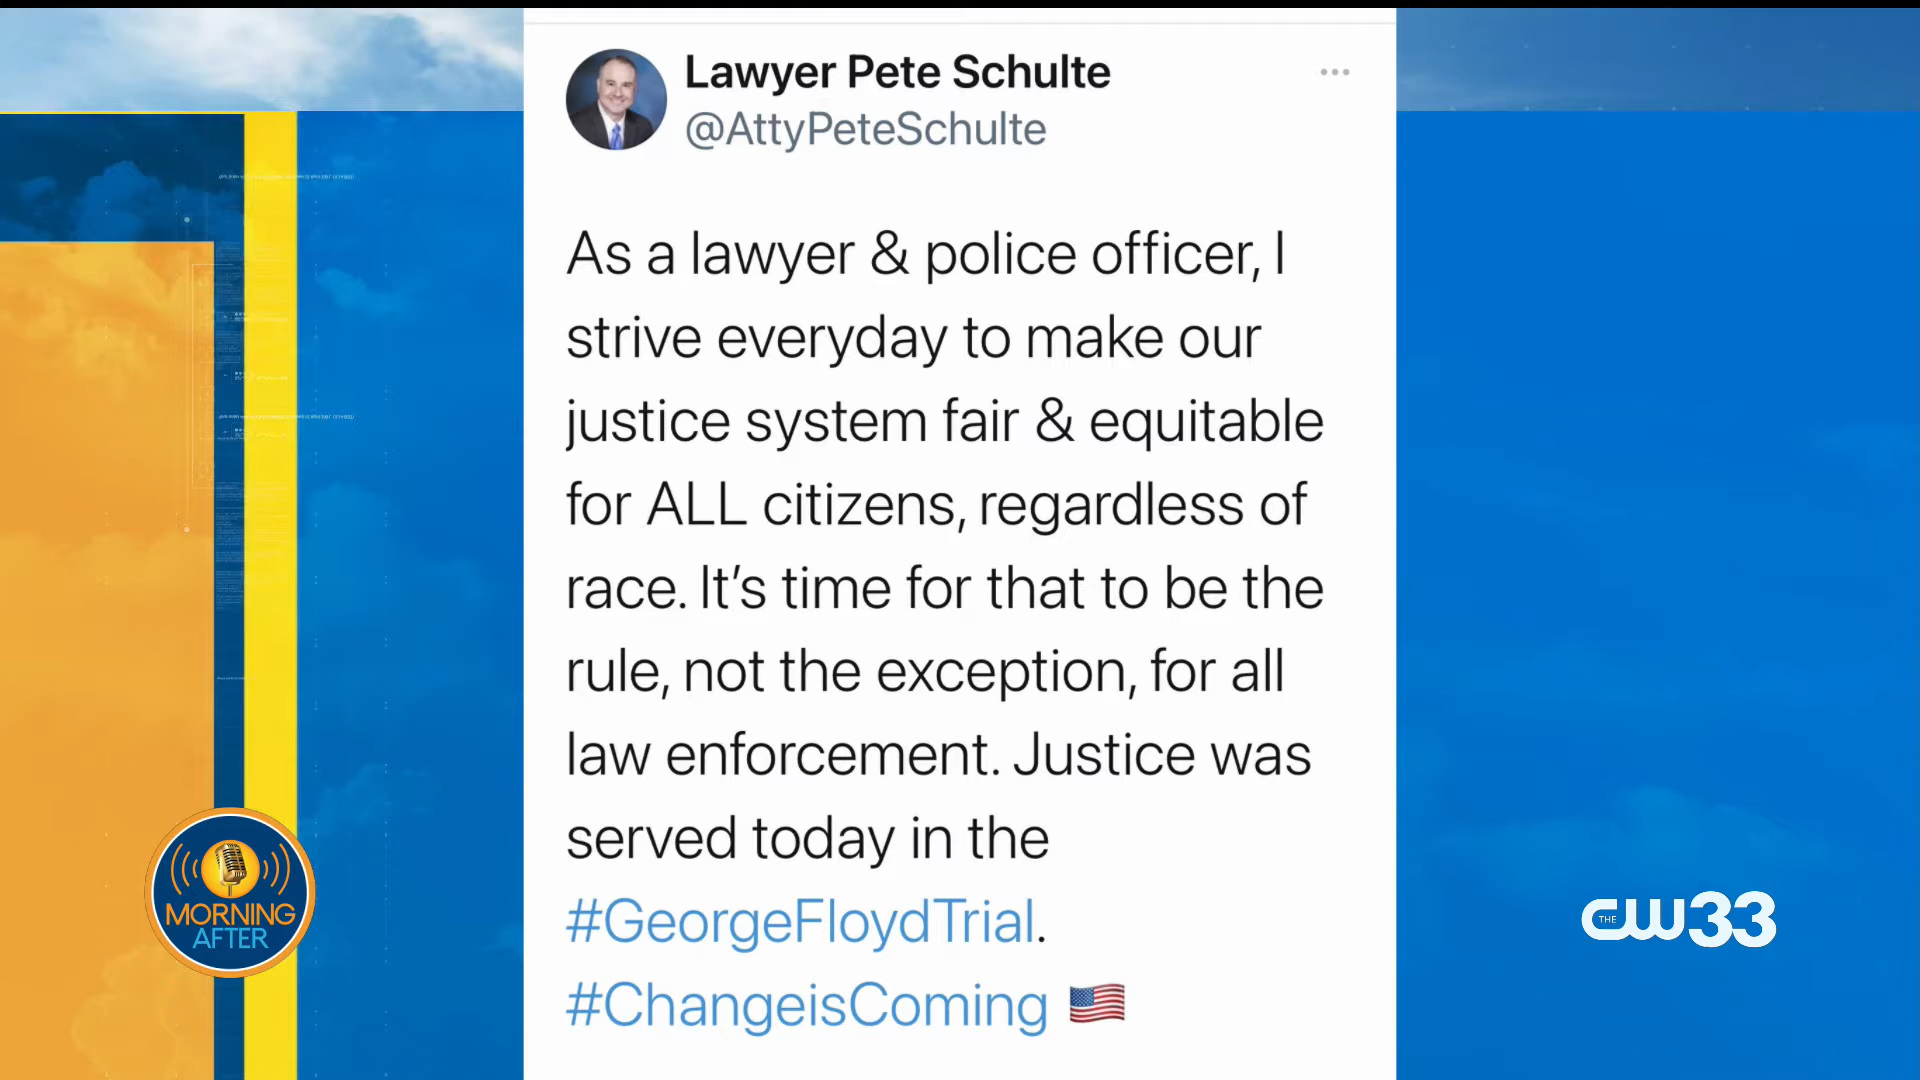 Lawyer Pete Schulte
@AttyPeteSchulte
As a lawyer & police officer, I
strive everyday to make our
justice system fair & equitable
for ALL citizens, regardless of
race. It’s time for that to be the
rule, not the exception, for all
law enforcement. Justice was
served today in the
#GeorgeFloydTrial.
#ChangeisComing 🇺🇸
MORNING
AFTER
THE CW33